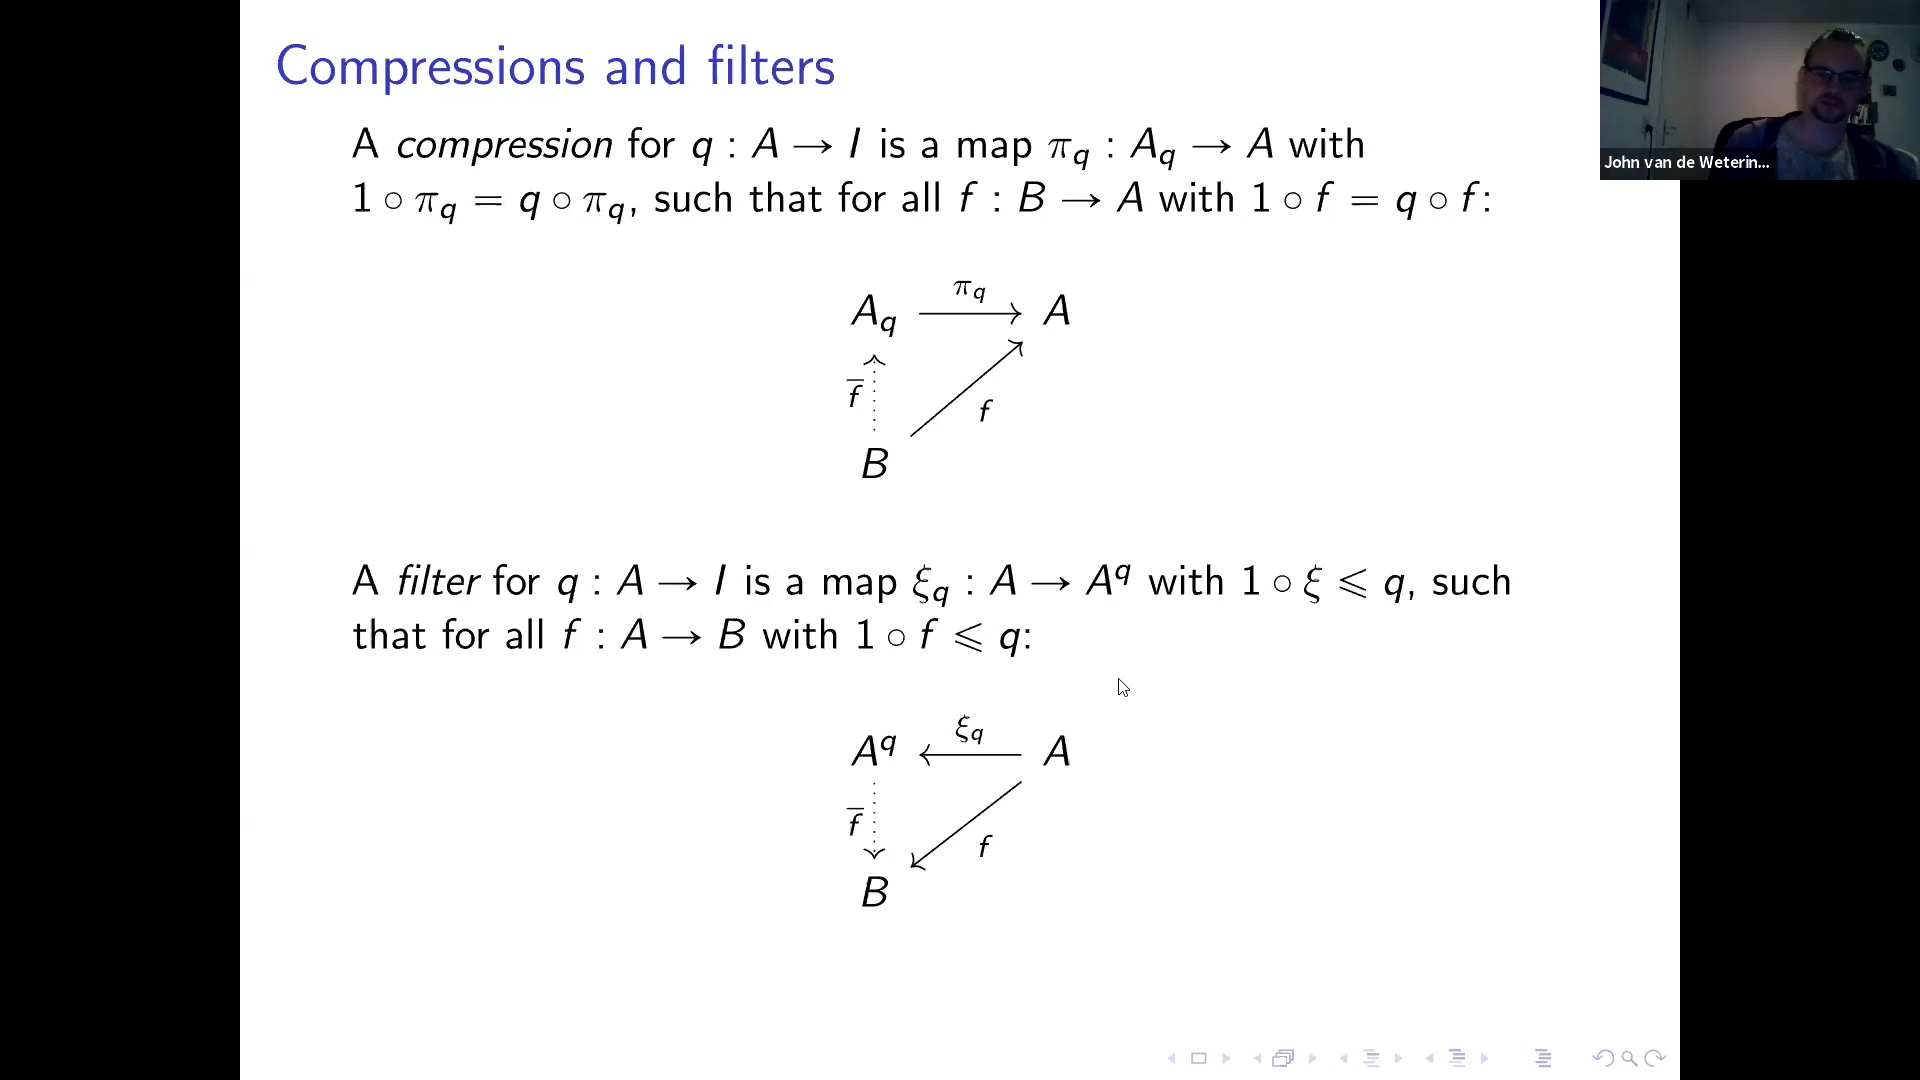 Compressions and filters
A compression for q : A → I is a map π_q : A_q → A with
1 ∘ π_q = q ∘ π_q, such that for all f : B → A with 1 ∘ f = q ∘ f:
π_q
A_q A
f̅ f
B
A filter for q : A → I is a map ξ_q : A → A^q with 1 ∘ ξ ⩽ q, such
that for all f : A → B with 1 ∘ f ⩽ q:
ξ_q
A^q A
f̅ f
B
John van de Weterin...